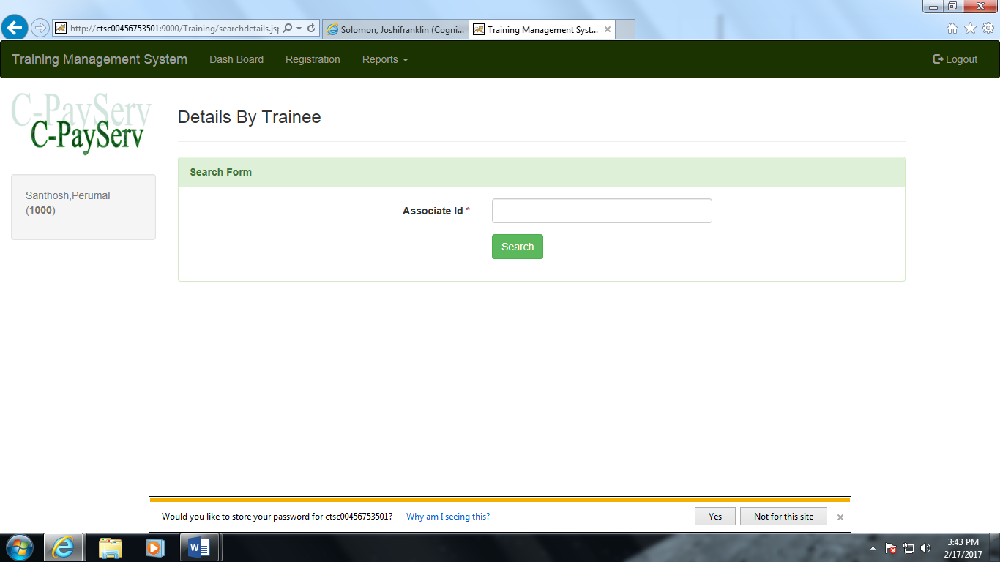 http://ctsc00456753501:9000/Training/searchdetails.jsp
Solomon, Joshifranklin (Cogni...
Training Management Syst...
Training Management System
Dash Board
Registration
Reports
Logout
C-PayServ
C-PayServ
Santhosh,Perumal
(1000)
Details By Trainee
Search Form
Associate Id *
Search
Would you like to store your password for ctsc00456753501?
Why am I seeing this?
Yes
Not for this site
3:43 PM
2/17/2017